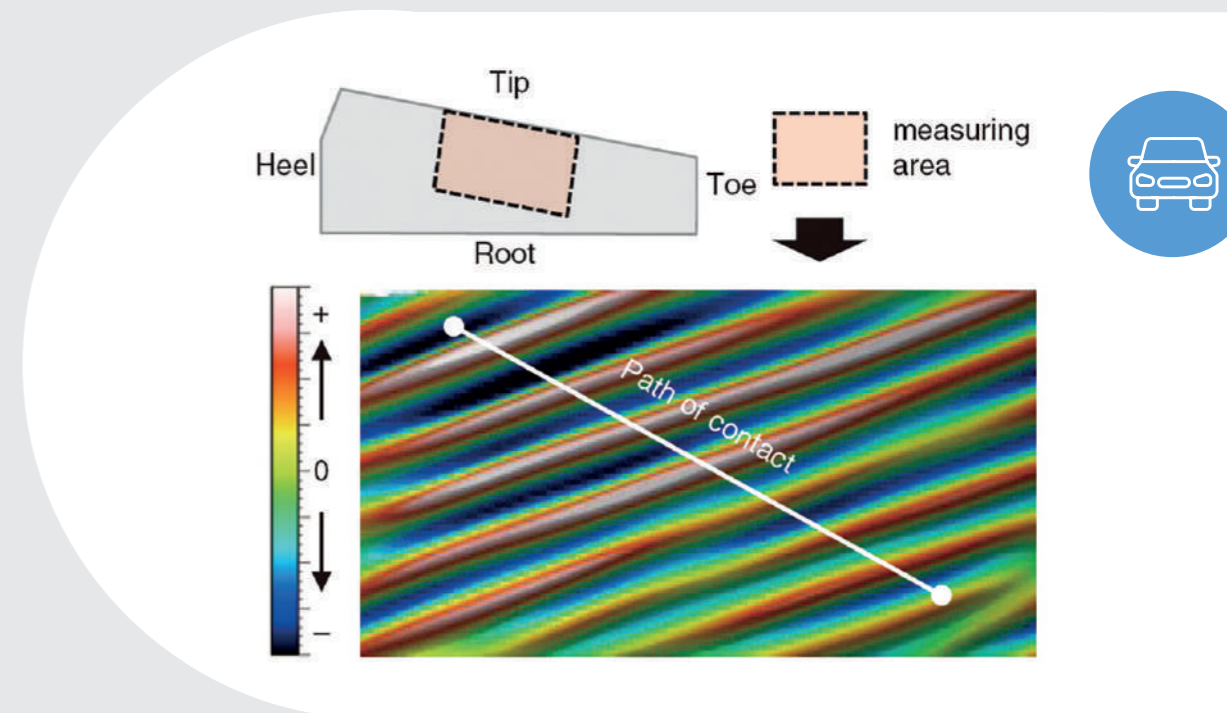 Tip
Heel
measuring
area
Toe
Root
+
0
–
Path of contact